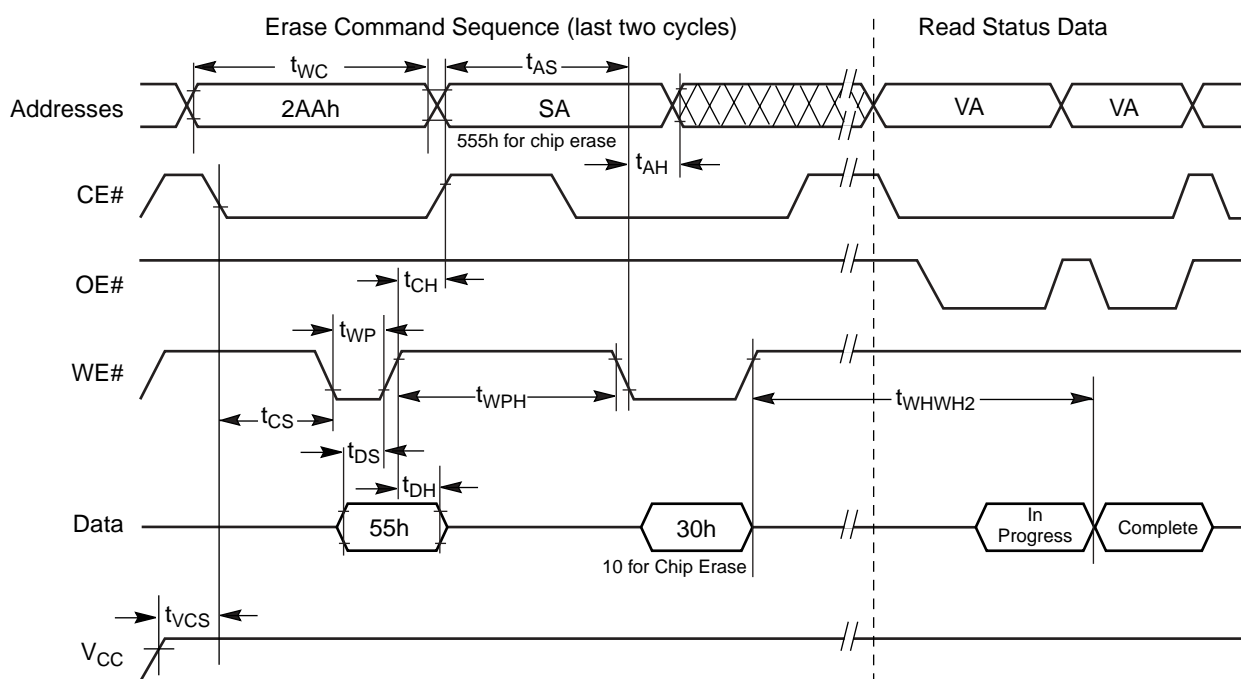 Erase Command Sequence (last two cycles)
Read Status Data
tWC
tAS
Addresses
2AAh
SA
VA
VA
555h for chip erase
tAH
CE#
OE#
tCH
tWP
WE#
tWPH
tWHWH2
tCS
tDS
tDH
Data
55h
30h
In
Progress
Complete
10 for Chip Erase
tVCS
VCC